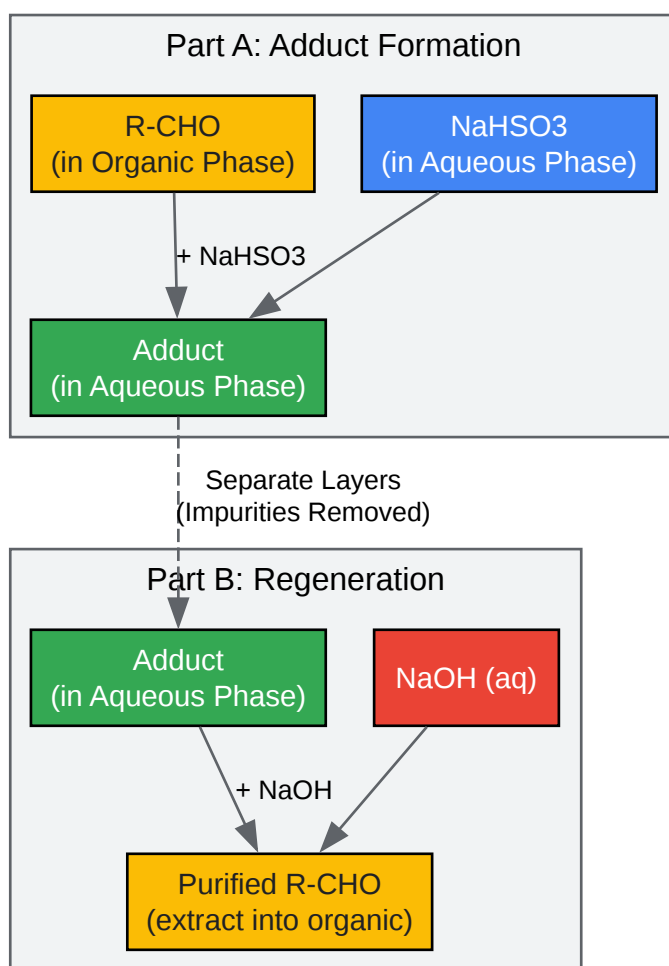 Part A: Adduct Formation
R-CHO
(in Organic Phase)
NaHSO3
(in Aqueous Phase)
+ NaHSO3
Adduct
(in Aqueous Phase)
Separate Layers
(Impurities Removed)
Part B: Regeneration
Adduct
(in Aqueous Phase)
NaOH (aq)
+ NaOH
Purified R-CHO
(extract into organic)